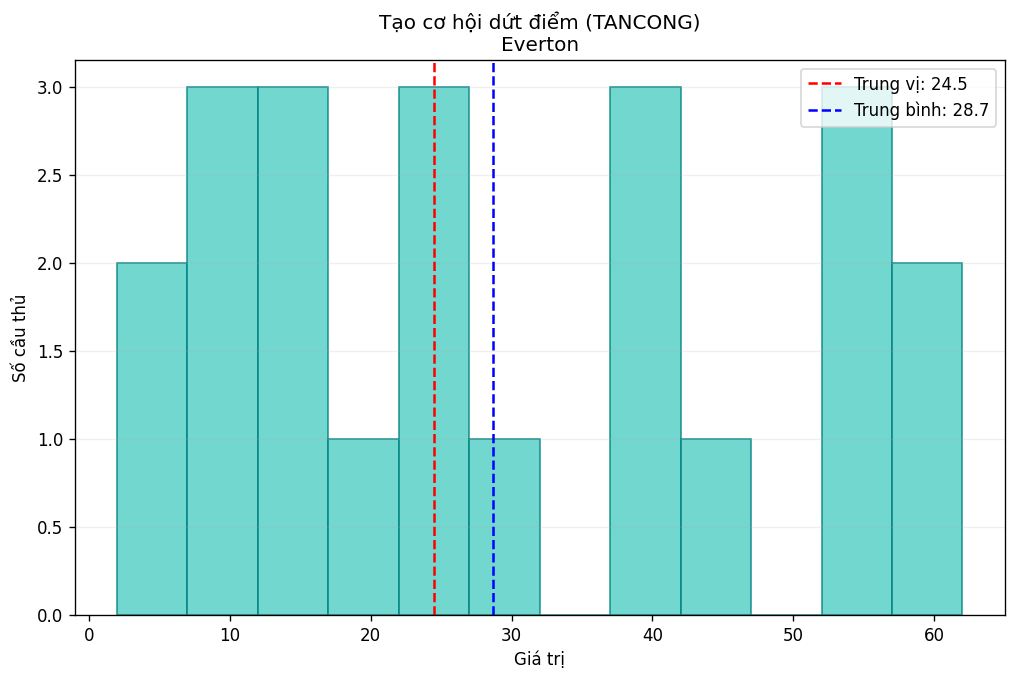 Tạo cơ hội dứt điểm (TANCONG)
Everton
Trung vị: 24.5
Trung bình: 28.7
Số cầu thủ
3.0
2.5
2.0
1.5
1.0
0.5
0.0
0 10 20 30 40 50 60
Giá trị